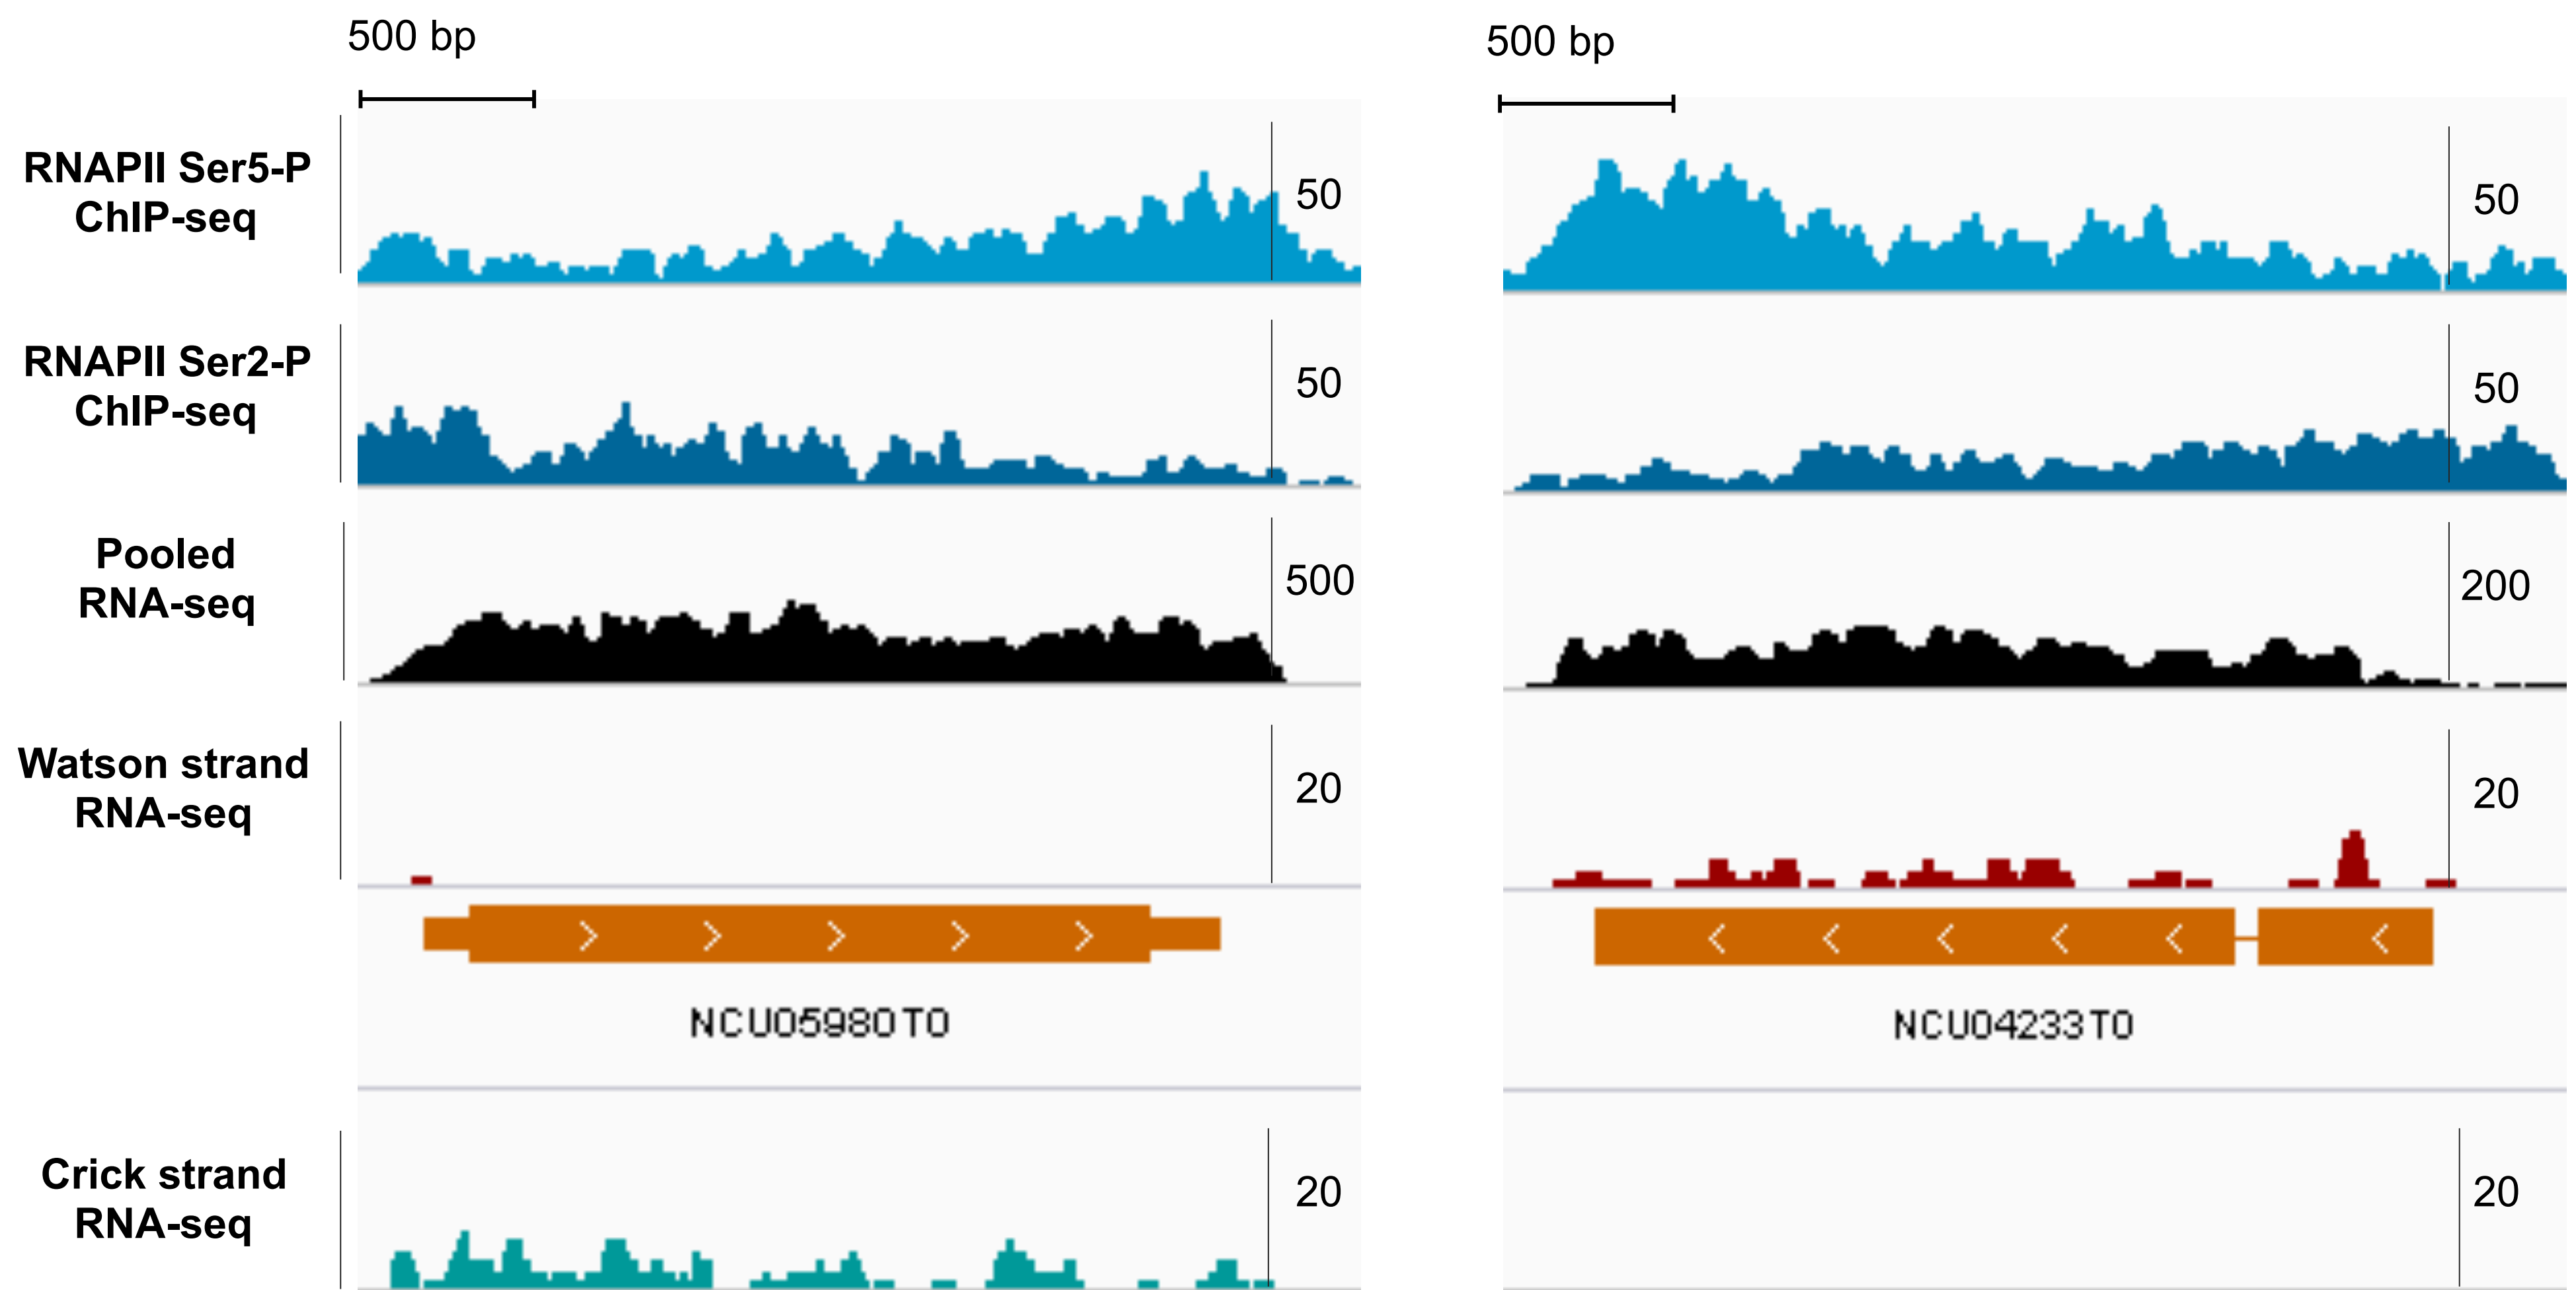 500 bp
500 bp
RNAPII Ser5-P
ChIP-seq
50
50
RNAPII Ser2-P
ChIP-seq
50
50
Pooled
RNA-seq
500
200
Watson strand
RNA-seq
20
20
NCU05980T0
NCU04233T0
Crick strand
RNA-seq
20
20